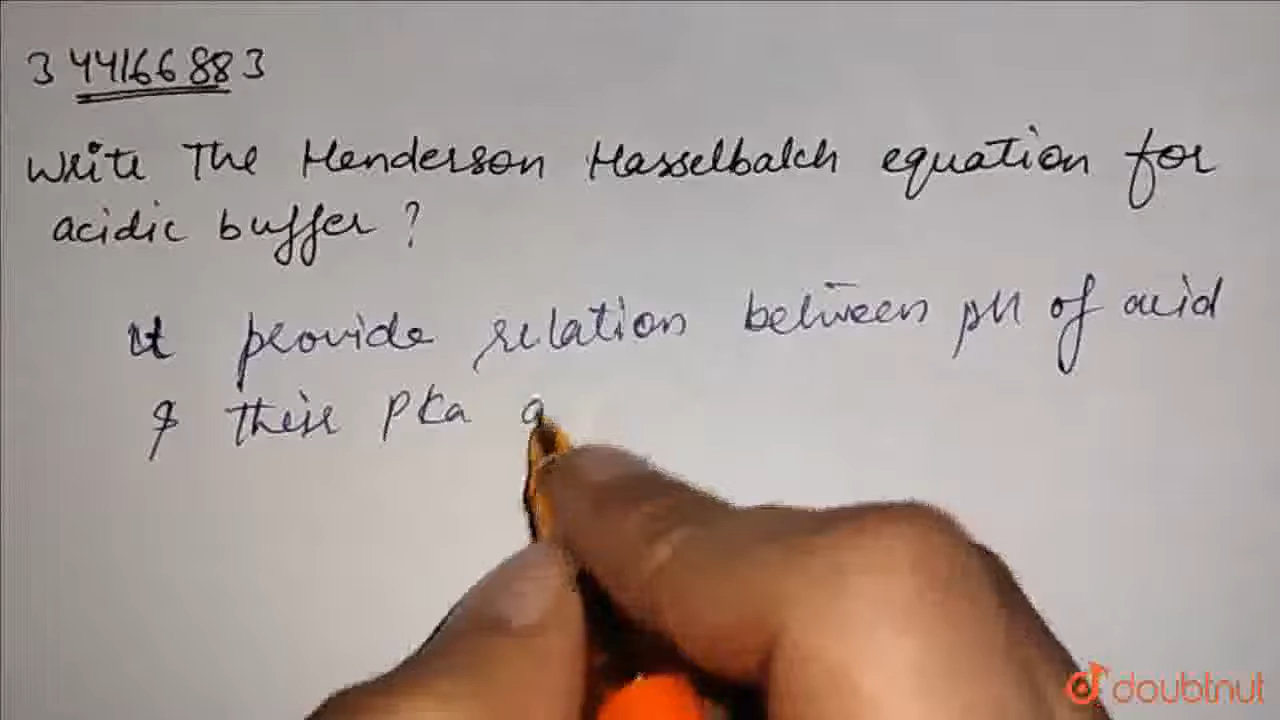 3 44166883
Write The Henderson Hasselbalch equation for
acidic buffer ?
it provide relation between pH of acid
& their pKa a
doubtnut